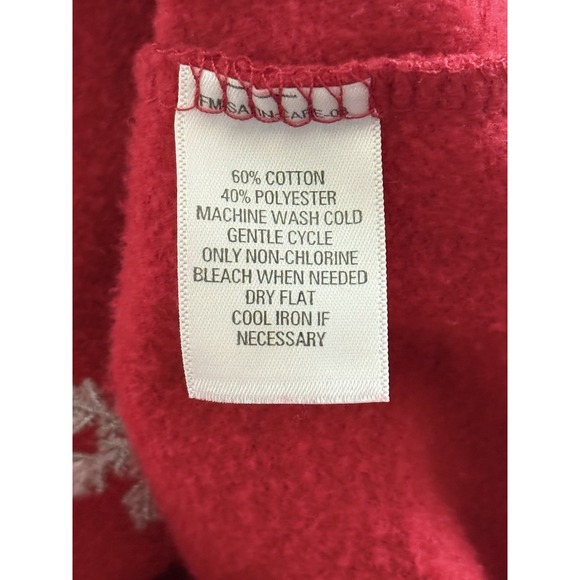 60% COTTON
40% POLYESTER
MACHINE WASH COLD
GENTLE CYCLE
ONLY NON-CHLORINE
BLEACH WHEN NEEDED
DRY FLAT
COOL IRON IF
NECESSARY